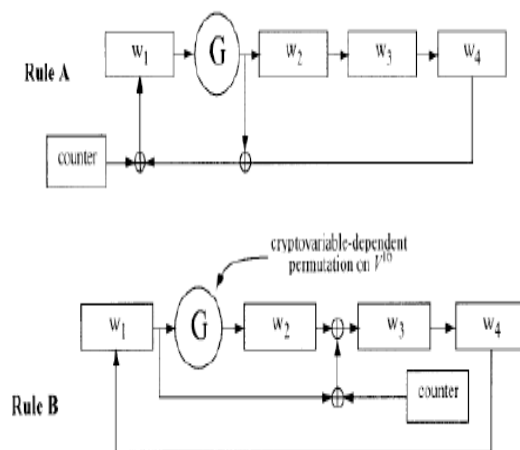 Rule A
w1
G
w2
w3
w4
counter
cryptovariable-dependent
permutation on V16
w1
G
w2
w3
w4
counter
Rule B